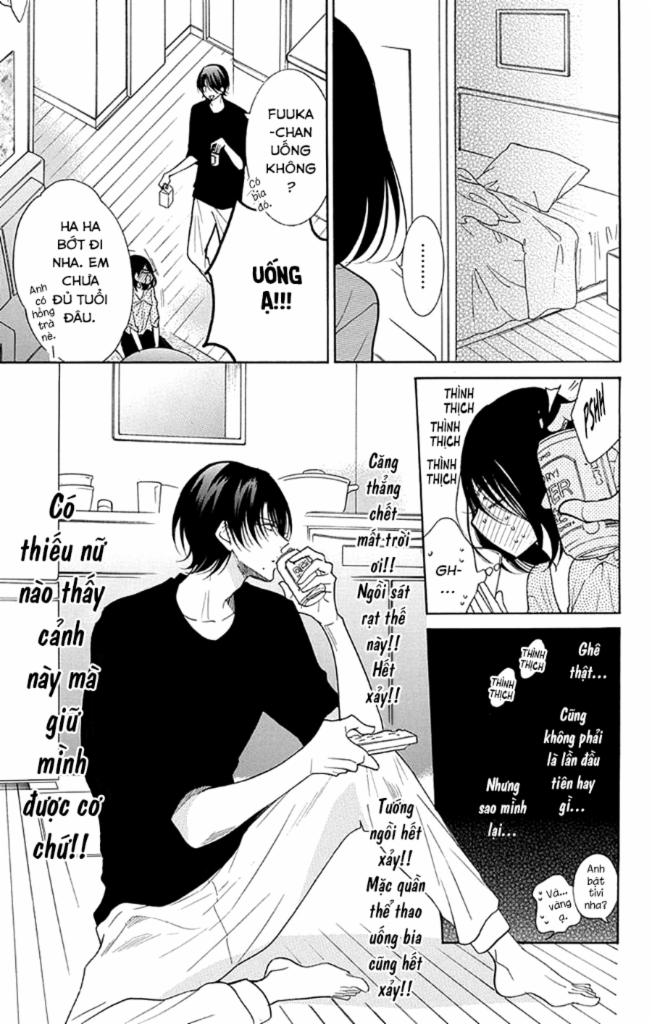 ........
FUUKA
-CHAN
UỐNG
KHÔNG
?
Có
bia
đó.
UỐNG
Ạ!!!
HA HA
BỚT ĐI
NHA. EM
CHƯA
ĐỦ TUỔI
ĐÂU.
Anh
có
hồng
trà
nè.
PSHH
THÌNH
THỊCH
THÌNH
THỊCH
THÌNH
THỊCH
GH-
...
Ghê
thật...
THÌNH
THỊCH
THÌNH
THỊCH
Cũng
không phải
là lần đầu
tiên hay
gì...
Nhưng
sao mình
lại...
Anh
bật
tivi
nha?
Và...
vâng
ạ.
Căng
thẳng
chết
mất trời
ơi!!
Ngồi sát
rạt thế
này!!
Hết
xảy!!
Tướng
ngồi hết
xảy!!
Mặc quần
thể thao
uống bia
cũng hết
xảy!!
Có
thiếu nữ
nào thấy
cảnh
này mà
giữ
mình
được cơ
chứ!!